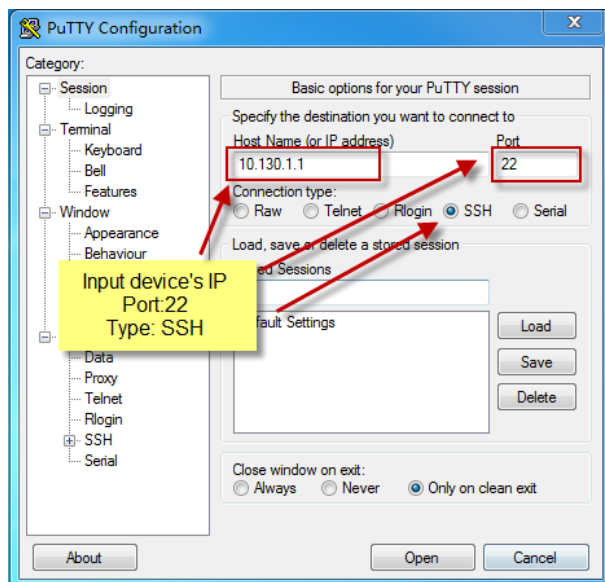 PuTTY Configuration
Category:
Session
Logging
Terminal
Keyboard
Bell
Features
Window
Appearance
Behaviour
Data
Proxy
Telnet
Rlogin
SSH
Serial
Basic options for your PuTTY session
Specify the destination you want to connect to
Host Name (or IP address) Port
10.130.1.1 22
Connection type:
Raw Telnet Rlogin SSH Serial
Load, save or delete a stored session
Sessions
Input device's IP
Port:22
Type: SSH
Settings
Load
Save
Delete
Close window on exit:
Always Never Only on clean exit
About Open Cancel